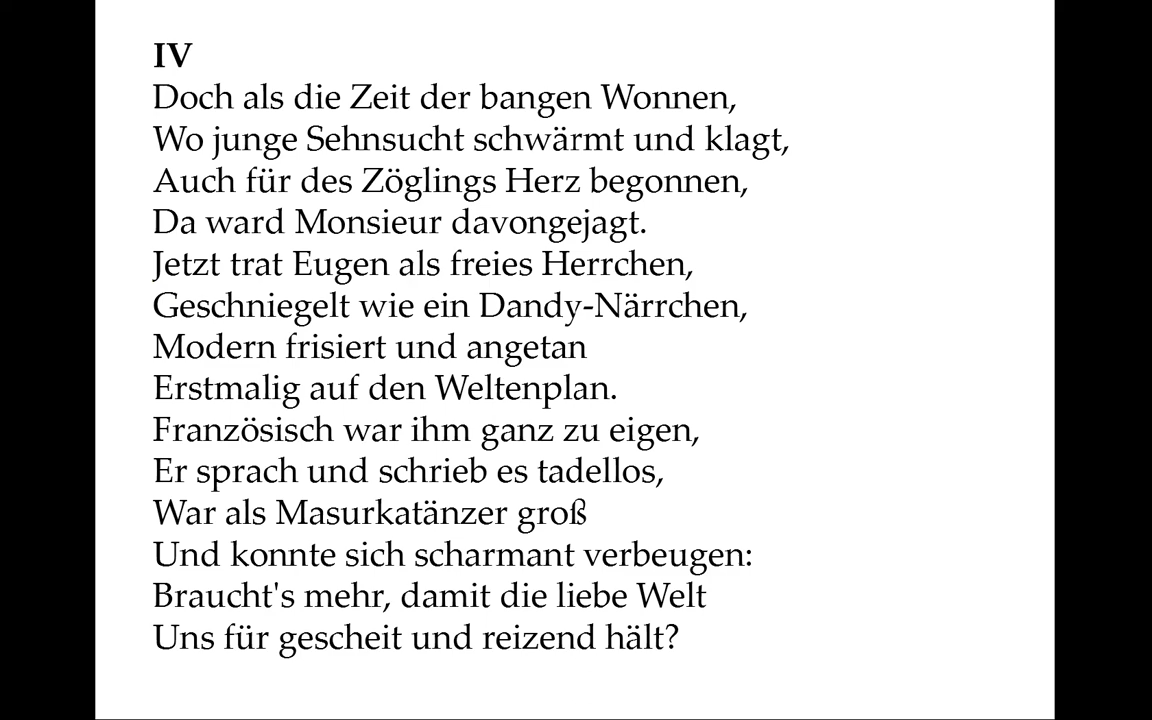 IV
Doch als die Zeit der bangen Wonnen,
Wo junge Sehnsucht schwärmt und klagt,
Auch für des Zöglings Herz begonnen,
Da ward Monsieur davongejagt.
Jetzt trat Eugen als freies Herrchen,
Geschniegelt wie ein Dandy-Närrchen,
Modern frisiert und angetan
Erstmalig auf den Weltenplan.
Französisch war ihm ganz zu eigen,
Er sprach und schrieb es tadellos,
War als Masurkatänzer groß
Und konnte sich scharmant verbeugen:
Braucht's mehr, damit die liebe Welt
Uns für gescheit und reizend hält?